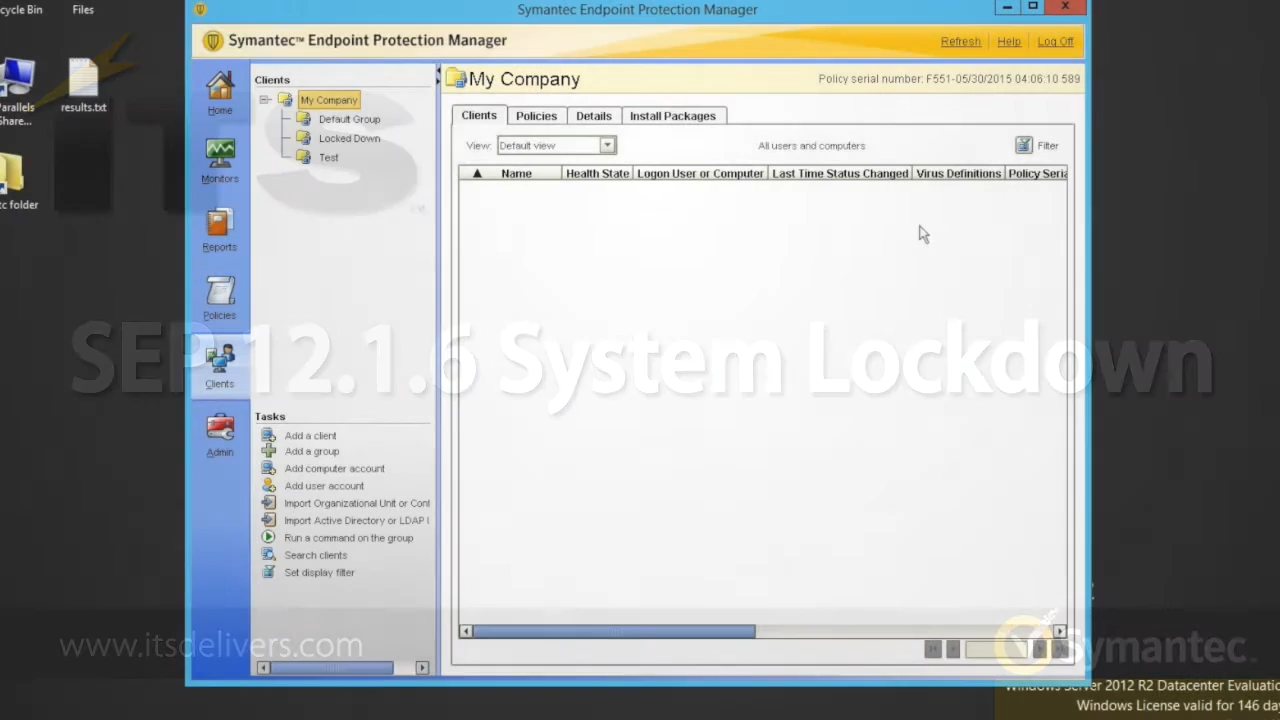 cycle Bin
Files
Parallels
Share...
results.txt
tc folder
Symantec Endpoint Protection Manager
Symantec™ Endpoint Protection Manager
Refresh
Help
Log Off
Home
Monitors
Reports
Policies
Clients
Admin
Clients
My Company
Default Group
Locked Down
Test
My Company
Policy serial number: F551-05/30/2015 04:06:10 589
Clients Policies Details Install Packages
View: Default view
All users and computers
Filter
Name Health State Logon User or Computer Last Time Status Changed Virus Definitions Policy Seria
SEP 12.1.6 System Lockdown
Tasks
Add a client
Add a group
Add computer account
Add user account
Import Organizational Unit or Cont
Import Active Directory or LDAP
Run a command on the group
Search clients
Set display filter
ITS
www.itsdelivers.com
Symantec.
Windows Server 2012 R2 Datacenter Evaluatio
Windows License valid for 146 day